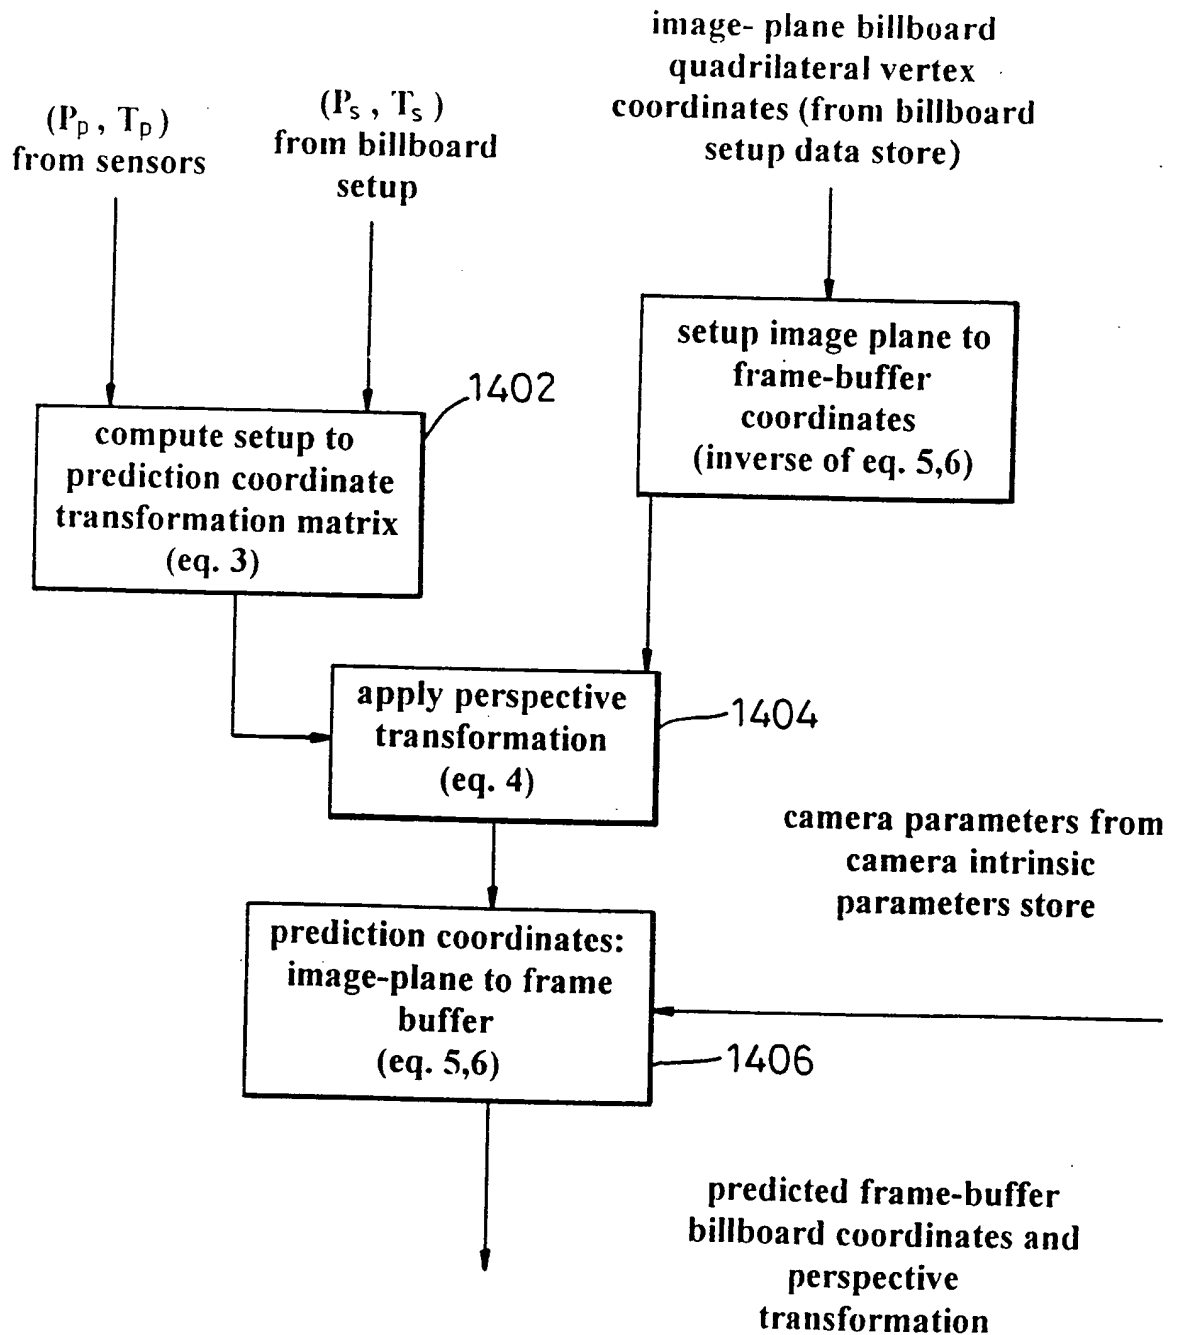 image- plane billboard
quadrilateral vertex
coordinates (from billboard
setup data store)
(Pp , Tp)
from sensors
(Ps , Ts)
from billboard
setup
setup image plane to
frame-buffer
coordinates
(inverse of eq. 5,6)
1402
compute setup to
prediction coordinate
transformation matrix
(eq. 3)
apply perspective
transformation
(eq. 4)
1404
camera parameters from
camera intrinsic
parameters store
prediction coordinates:
image-plane to frame
buffer
(eq. 5,6)
1406
predicted frame-buffer
billboard coordinates and
perspective
transformation